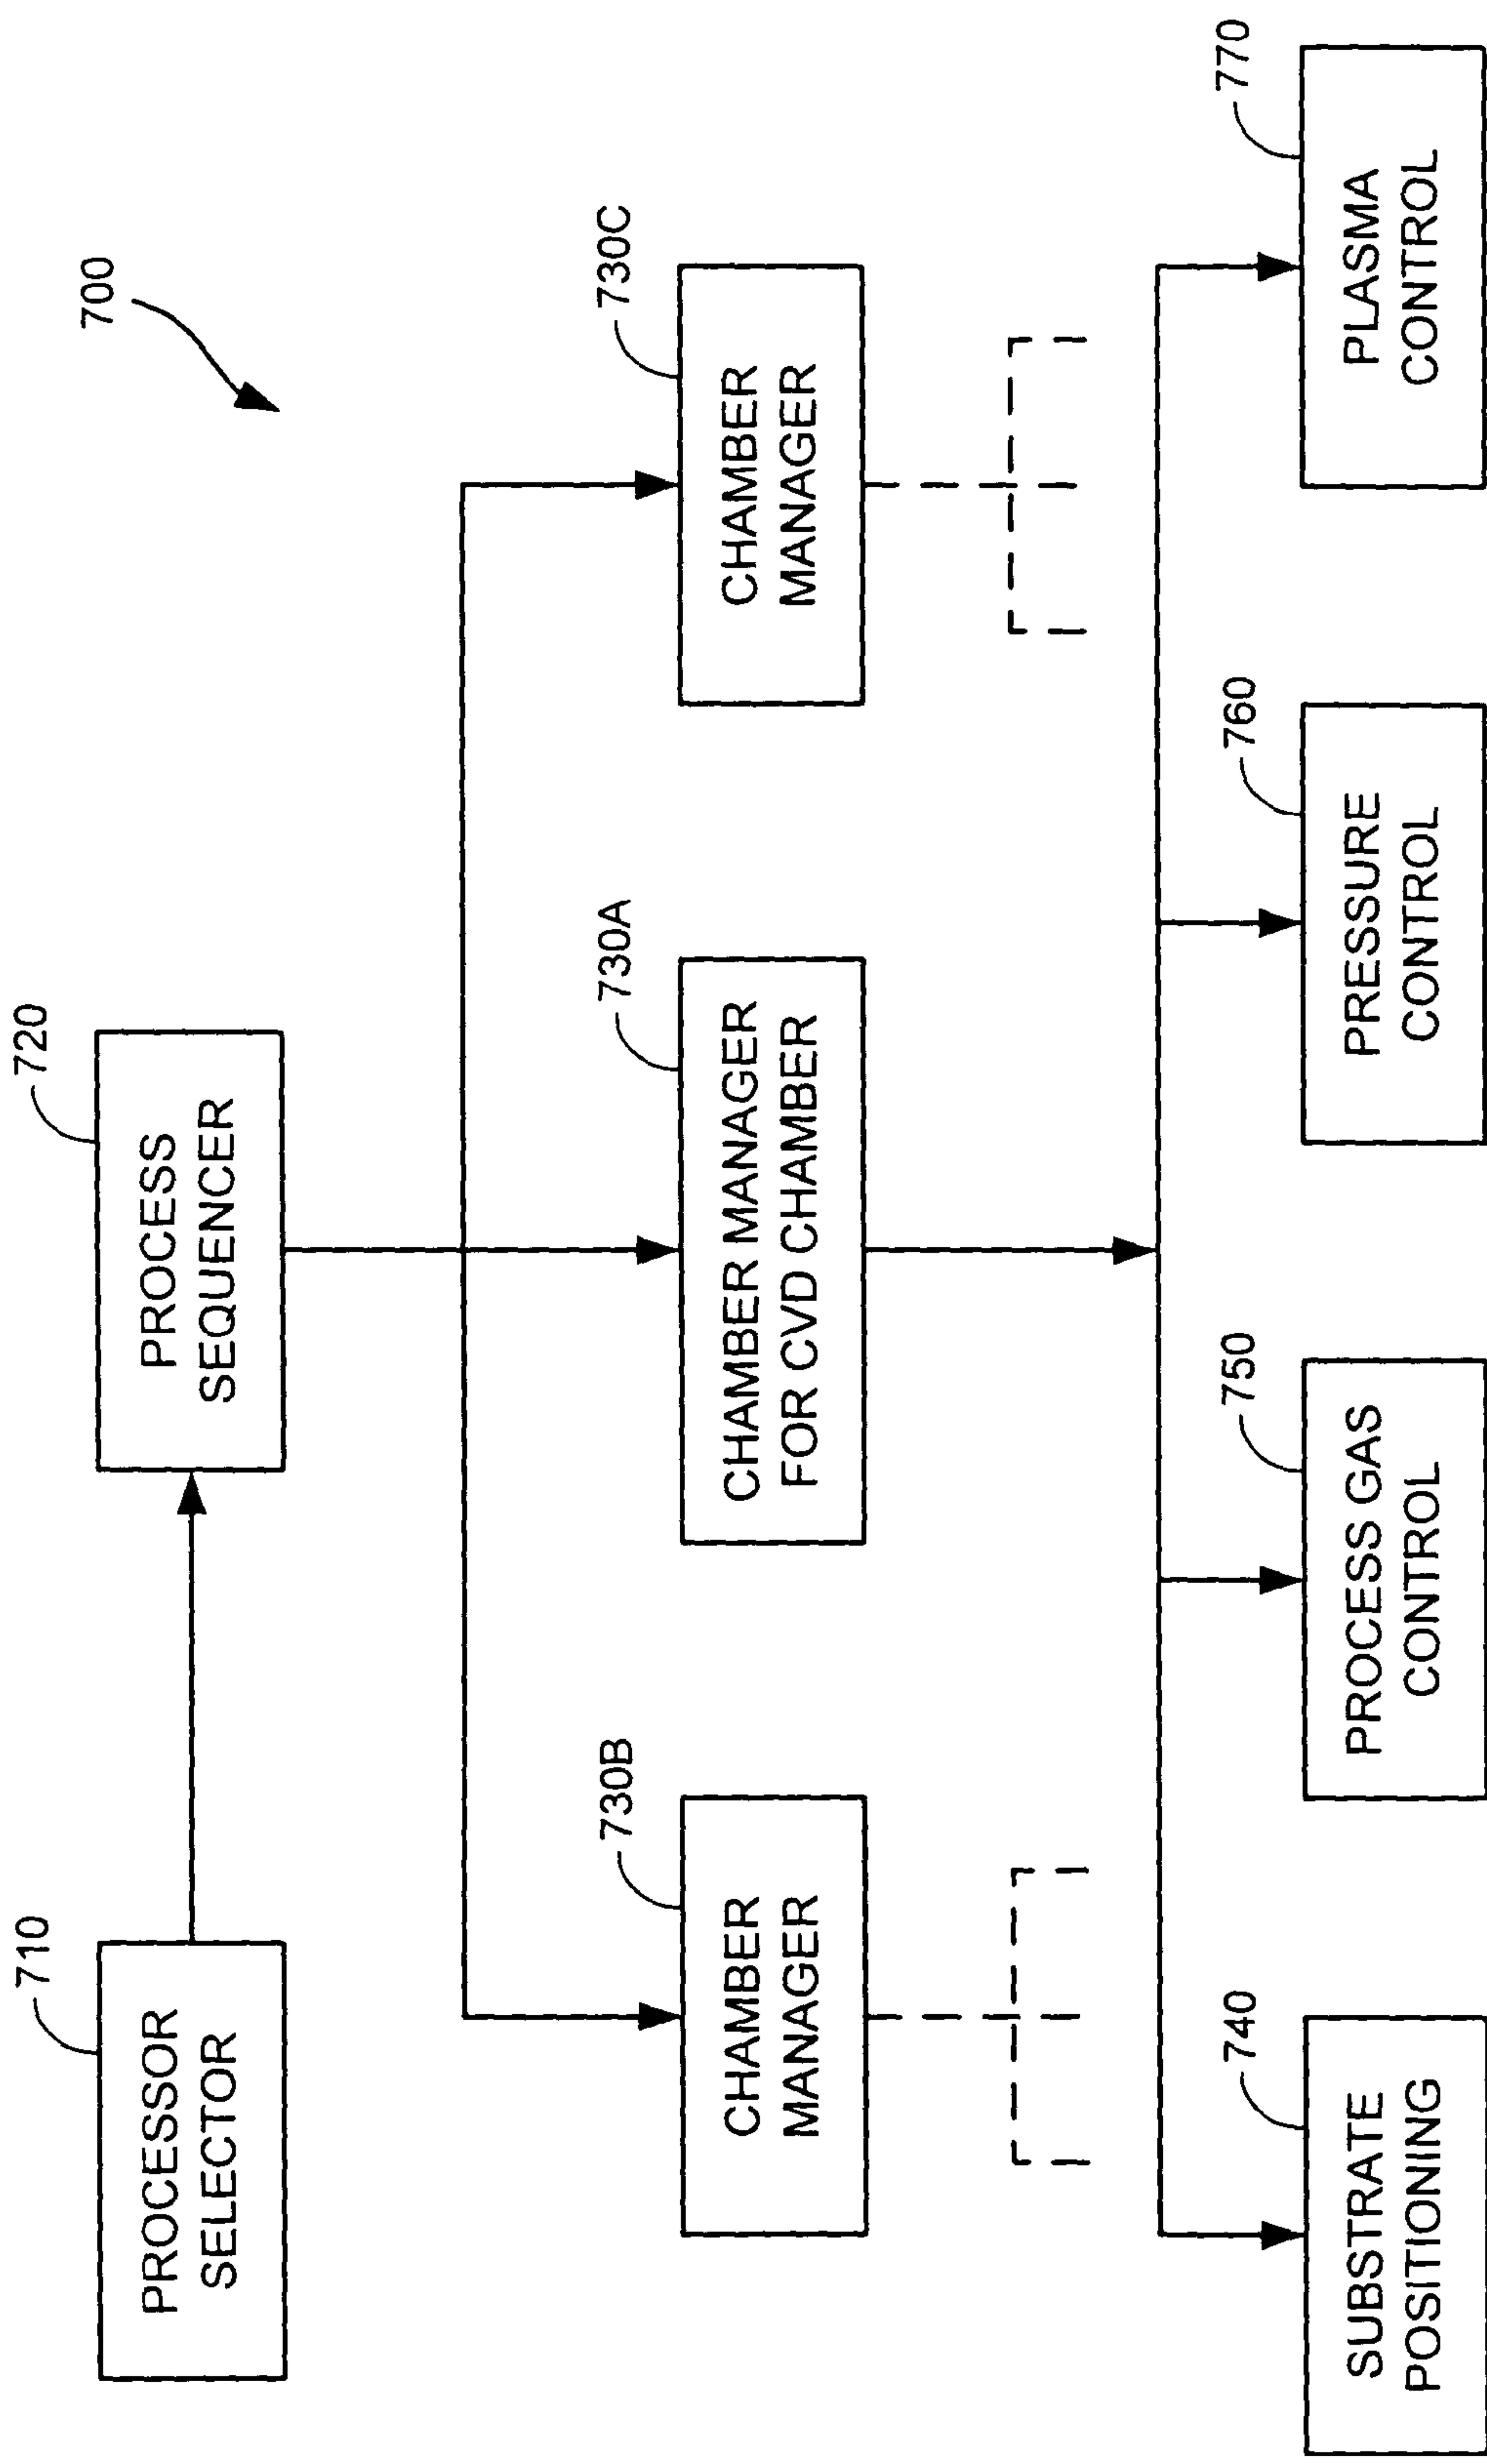 700
710
PROCESSOR
SELECTOR
720
PROCESS
SEQUENCER
730B
CHAMBER
MANAGER
730A
CHAMBER MANAGER
FOR CVD CHAMBER
730C
CHAMBER
MANAGER
740
SUBSTRATE
POSITIONING
750
PROCESS GAS
CONTROL
760
PRESSURE
CONTROL
770
PLASMA
CONTROL